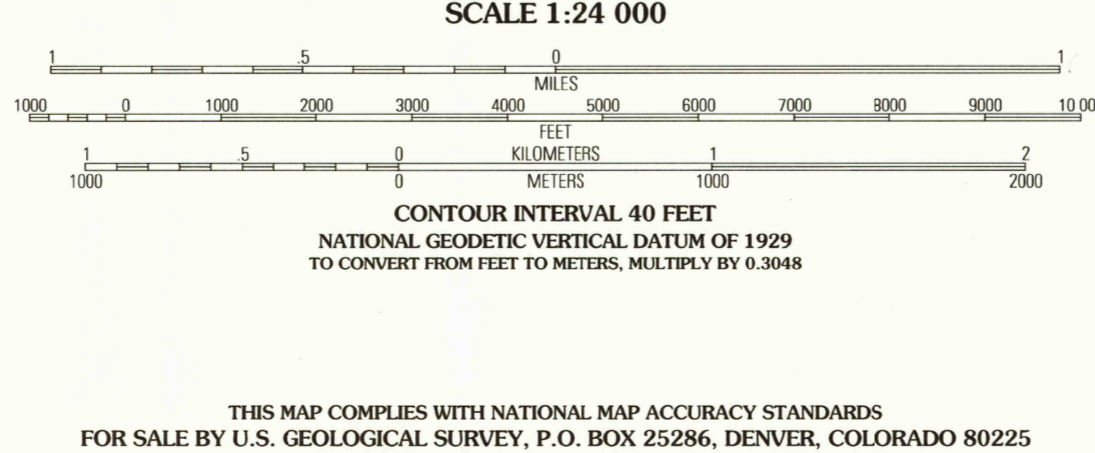 SCALE 1:24 000
1 .5 0 1
MILES
1000 0 1000 2000 3000 4000 5000 6000 7000 8000 9000 10 00
FEET
1 .5 0 KILOMETERS 1 2
1000 0 METERS 1000 2000
CONTOUR INTERVAL 40 FEET
NATIONAL GEODETIC VERTICAL DATUM OF 1929
TO CONVERT FROM FEET TO METERS, MULTIPLY BY 0.3048
THIS MAP COMPLIES WITH NATIONAL MAP ACCURACY STANDARDS
FOR SALE BY U.S. GEOLOGICAL SURVEY, P.O. BOX 25286, DENVER, COLORADO 80225